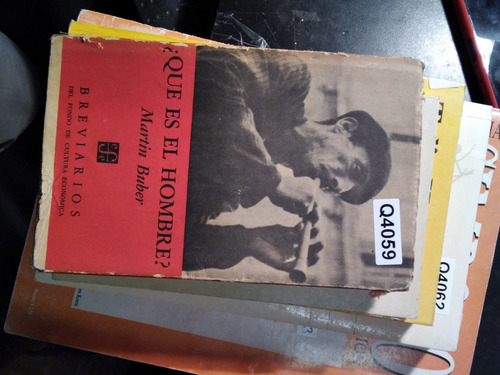 ¿QUE ES EL HOMBRE?
Martin Buber
BREVIARIOS
DEL FONDO DE CULTURA ECONÓMICA
Q4059
Q4062